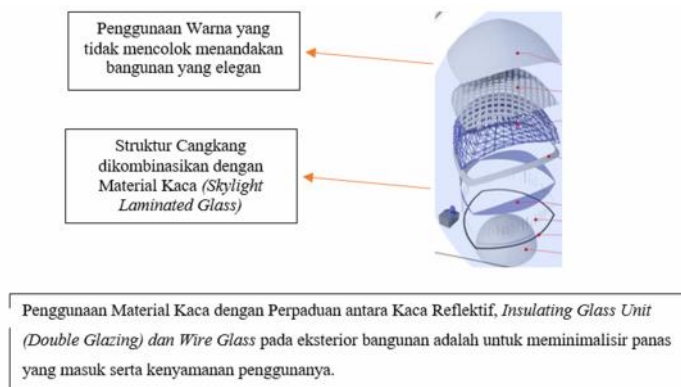 Penggunaan Warna yang
tidak mencolok menandakan
bangunan yang elegan
Struktur Cangkang
dikombinasikan dengan
Material Kaca (Skylight
Laminated Glass)
Penggunaan Material Kaca dengan Perpaduan antara Kaca Reflektif, Insulating Glass Unit
(Double Glazing) dan Wire Glass pada eksterior bangunan adalah untuk meminimalisir panas
yang masuk serta kenyamanan penggunanya.